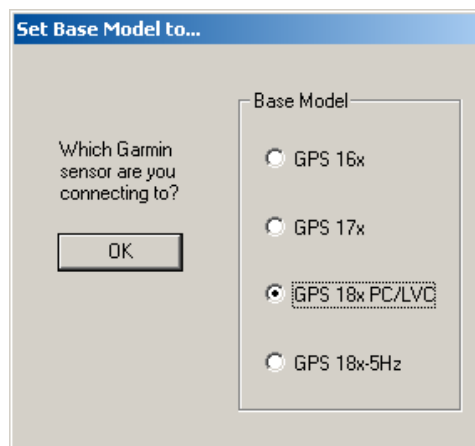 Set Base Model to...
Base Model
Which Garmin
sensor are you
connecting to?
OK
GPS 16x
GPS 17x
GPS 18x PC/LVC
GPS 18x-5Hz